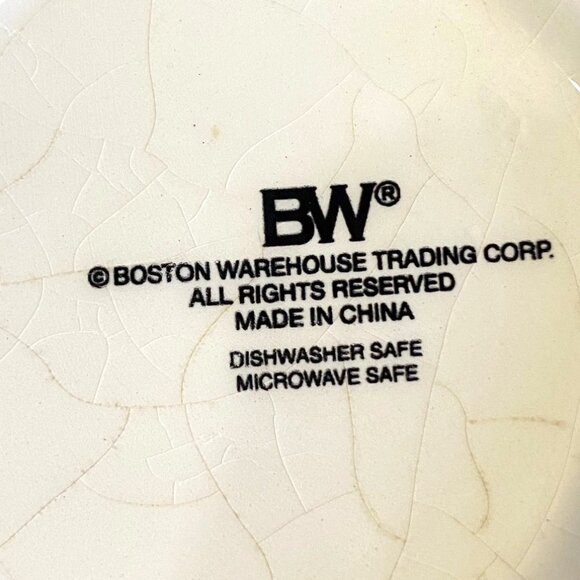 BW®
© BOSTON WAREHOUSE TRADING CORP.
ALL RIGHTS RESERVED
MADE IN CHINA
DISHWASHER SAFE
MICROWAVE SAFE